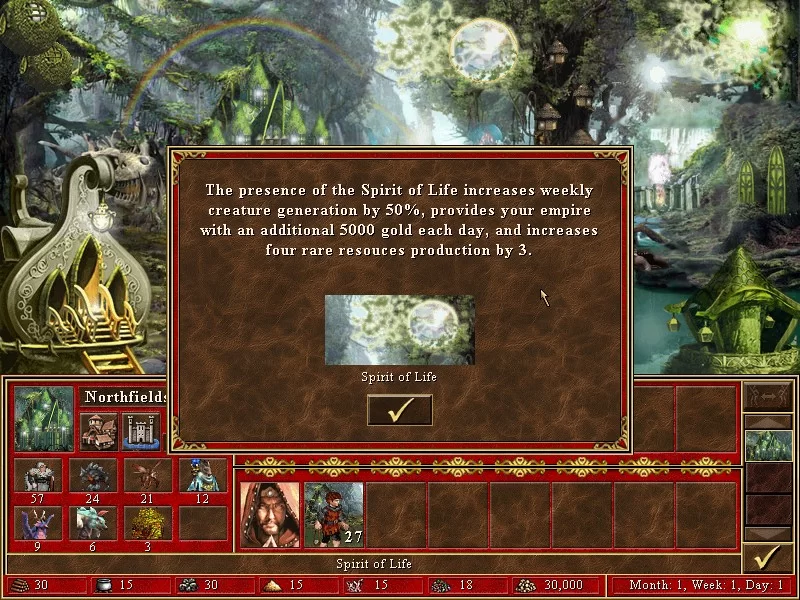 The presence of the Spirit of Life increases weekly
creature generation by 50%, provides your empire
with an additional 5000 gold each day, and increases
four rare resouces production by 3.
Spirit of Life
Northfields
57 24 21 12
9 6 3
27
Spirit of Life
30 15 30 15 15 18 30,000 Month: 1, Week: 1, Day: 1